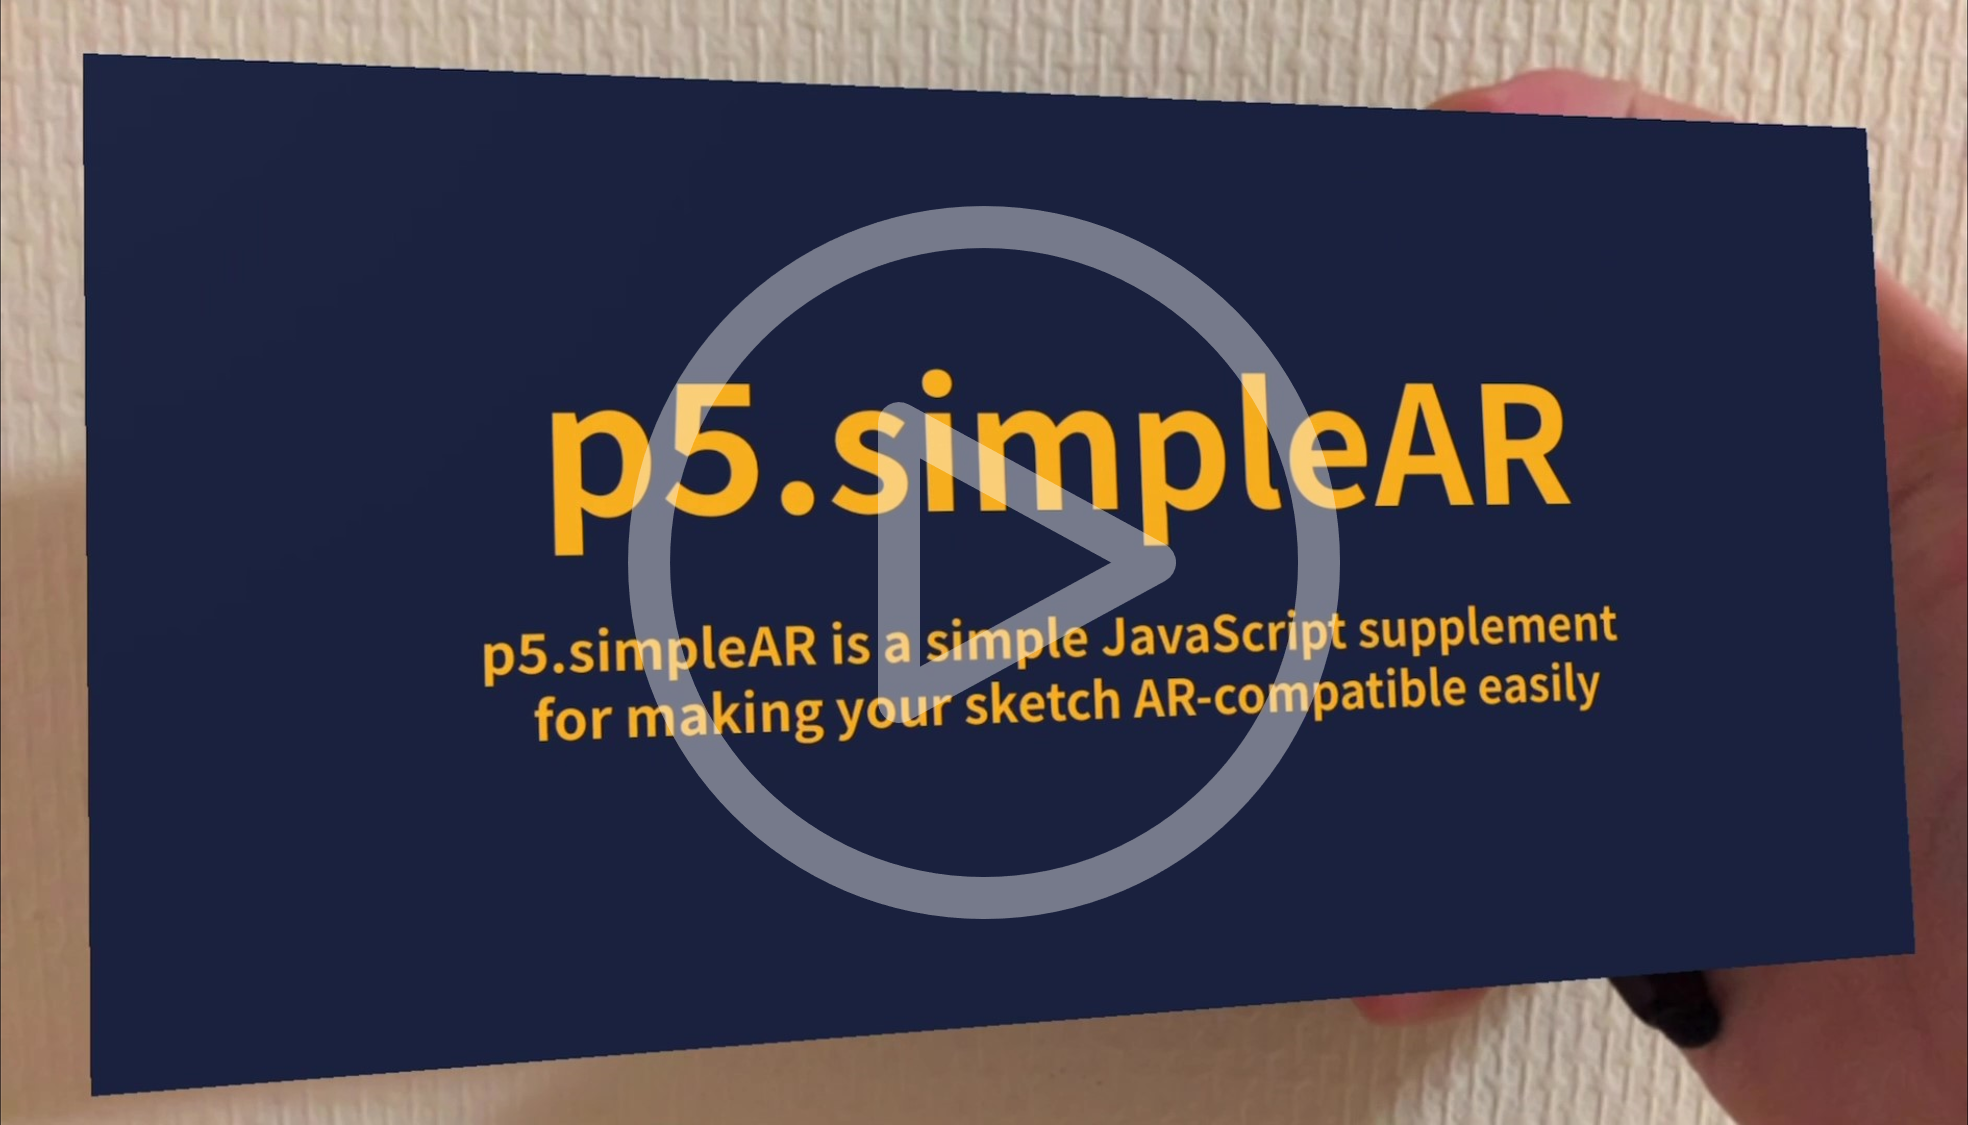 p5.simpleAR
p5.simpleAR is a simple JavaScript supplement
for making your sketch AR-compatible easily